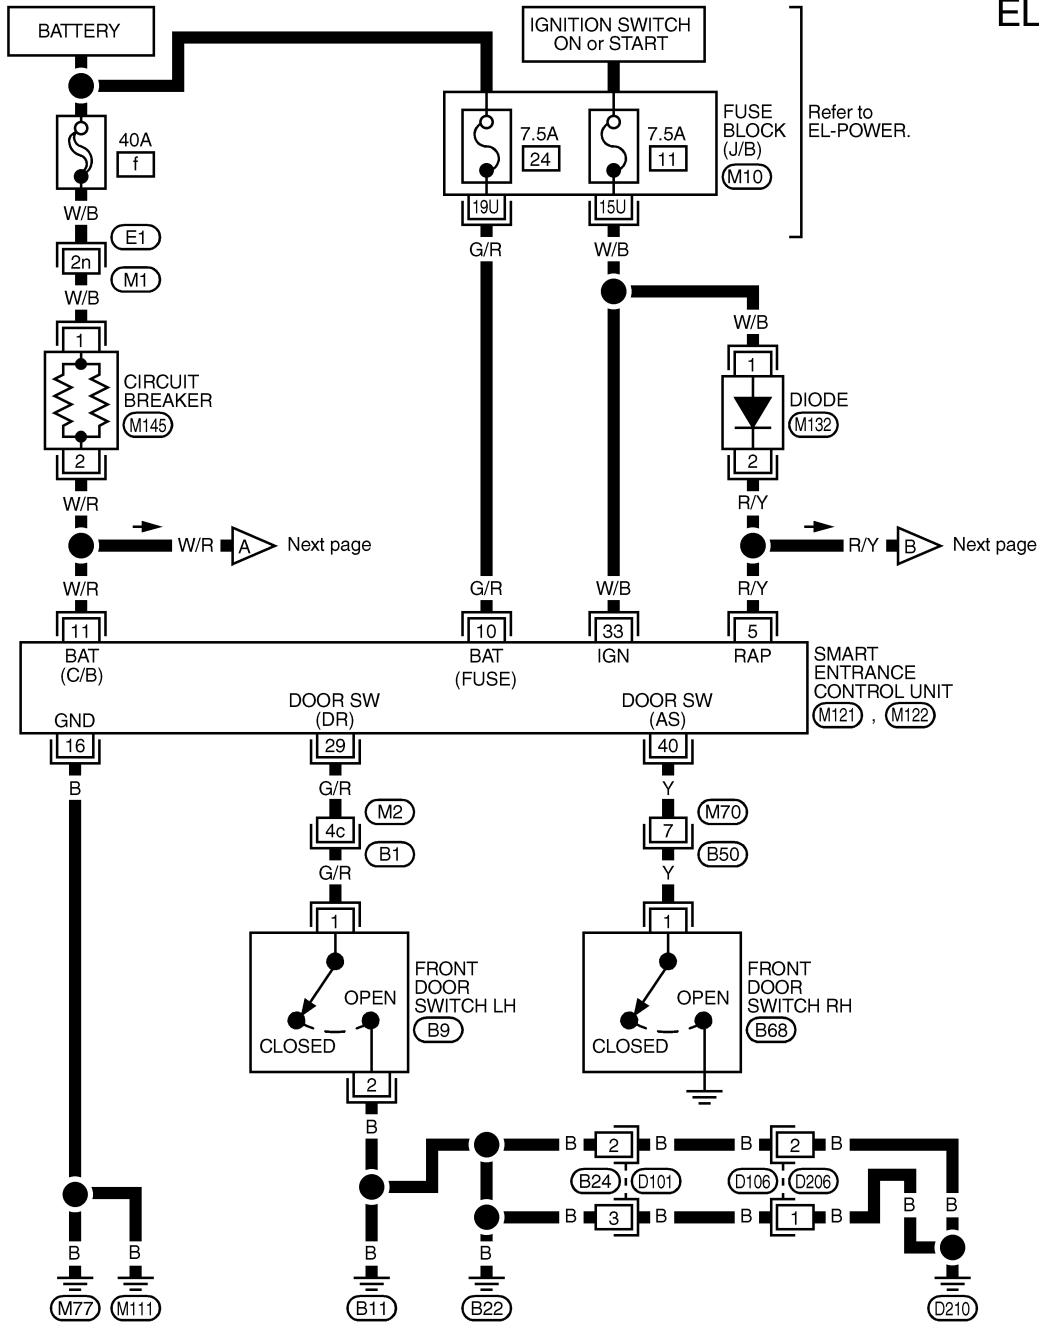 EL
BATTERY
IGNITION SWITCH
ON or START
40A
f
7.5A
24
7.5A
11
FUSE
BLOCK
(J/B)
M10
Refer to
EL-POWER.
19U
15U
W/B
G/R
W/B
E1
2n
M1
W/B
W/B
1
1
CIRCUIT
BREAKER
M145
DIODE
M132
2
2
W/R
R/Y
W/R
A
Next page
R/Y
B
Next page
W/R
G/R
W/B
R/Y
11
10
33
5
BAT
(C/B)
BAT
(FUSE)
IGN
RAP
SMART
ENTRANCE
CONTROL UNIT
M121 , M122
GND
DOOR SW
(DR)
DOOR SW
(AS)
16
29
40
B
G/R
Y
M2
M70
4c
7
B1
B50
G/R
Y
1
1
OPEN
CLOSED
FRONT
DOOR
SWITCH LH
B9
OPEN
CLOSED
FRONT
DOOR
SWITCH RH
B68
2
B
B
2
B
B
2
B
B24
D101
D106
D206
B
3
B
B
1
B
B
B
B
B
B
B
M77
M111
B11
B22
D210